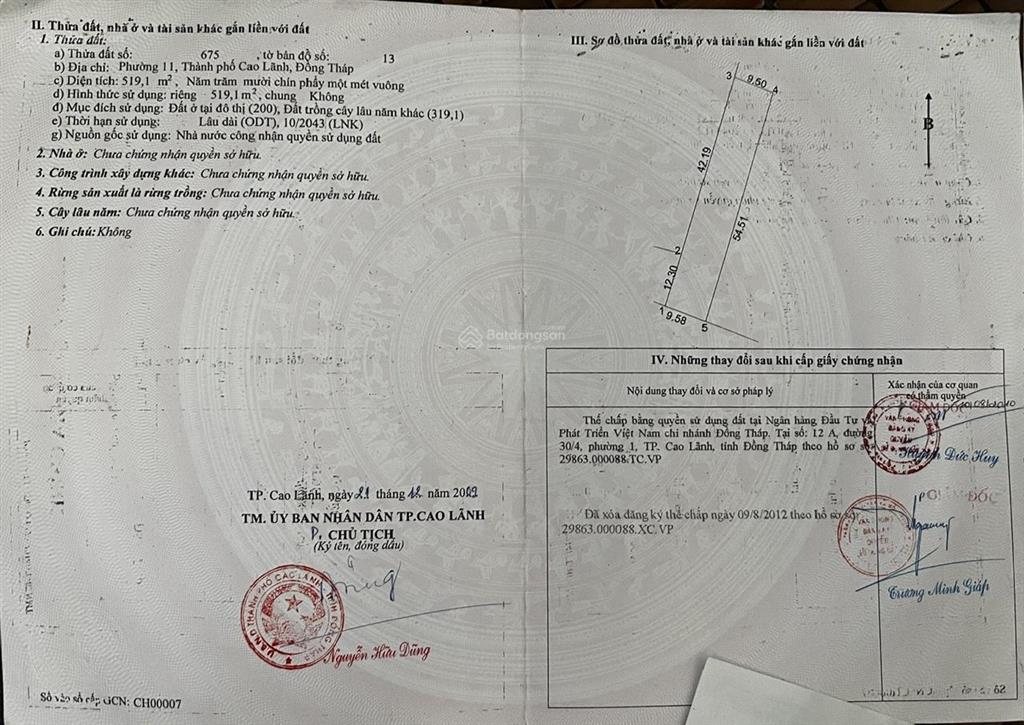 II. Thửa đất, nhà ở và tài sản khác gắn liền với đất
1. Thửa đất:
a) Thửa đất số: 675 , tờ bản đồ số: 13
b) Địa chỉ: Phường 11, Thành phố Cao Lãnh, Đồng Tháp
c) Diện tích: 519,1 m², Năm trăm mười chín phẩy một mét vuông
d) Hình thức sử dụng: riêng 519,1 m², chung Không
đ) Mục đích sử dụng: Đất ở tại đô thị (200), Đất trồng cây lâu năm khác (319,1)
e) Thời hạn sử dụng: Lâu dài (ODT), 10/2043 (LNK)
g) Nguồn gốc sử dụng: Nhà nước công nhận quyền sử dụng đất
2. Nhà ở: Chưa chứng nhận quyền sở hữu.
3. Công trình xây dựng khác: Chưa chứng nhận quyền sở hữu.
4. Rừng sản xuất là rừng trồng: Chưa chứng nhận quyền sở hữu.
5. Cây lâu năm: Chưa chứng nhận quyền sở hữu.
6. Ghi chú: Không
TP. Cao Lãnh, ngày 21 tháng 12 năm 2009
TM. ỦY BAN NHÂN DÂN TP.CAO LÃNH
P. CHỦ TỊCH
(Ký tên, đóng dấu)
Nguyễn Hữu Dũng
Số vào sổ cấp GCN: CH00007
III. Sơ đồ thửa đất, nhà ở và tài sản khác gắn liền với đất
3 9.50 4
B
42.19
54.51
2
12.30
1 9.58 5
Batdongsan
IV. Những thay đổi sau khi cấp giấy chứng nhận
Nội dung thay đổi và cơ sở pháp lý
Xác nhận của cơ quan
có thẩm quyền
Thế chấp bằng quyền sử dụng đất tại Ngân hàng Đầu Tư
Phát Triển Việt Nam chi nhánh Đồng Tháp. Tại số: 12 A, đường
30/4, phường 1, TP. Cao Lãnh, tỉnh Đồng Tháp theo hồ sơ
29863.000088.TC.VP
GIÁM ĐỐC
Huỳnh Đức Huy
Đã xóa đăng ký thế chấp ngày 09/8/2012 theo hồ sơ
29863.000088.XC.VP
GIÁM ĐỐC
Trương Minh Giáp